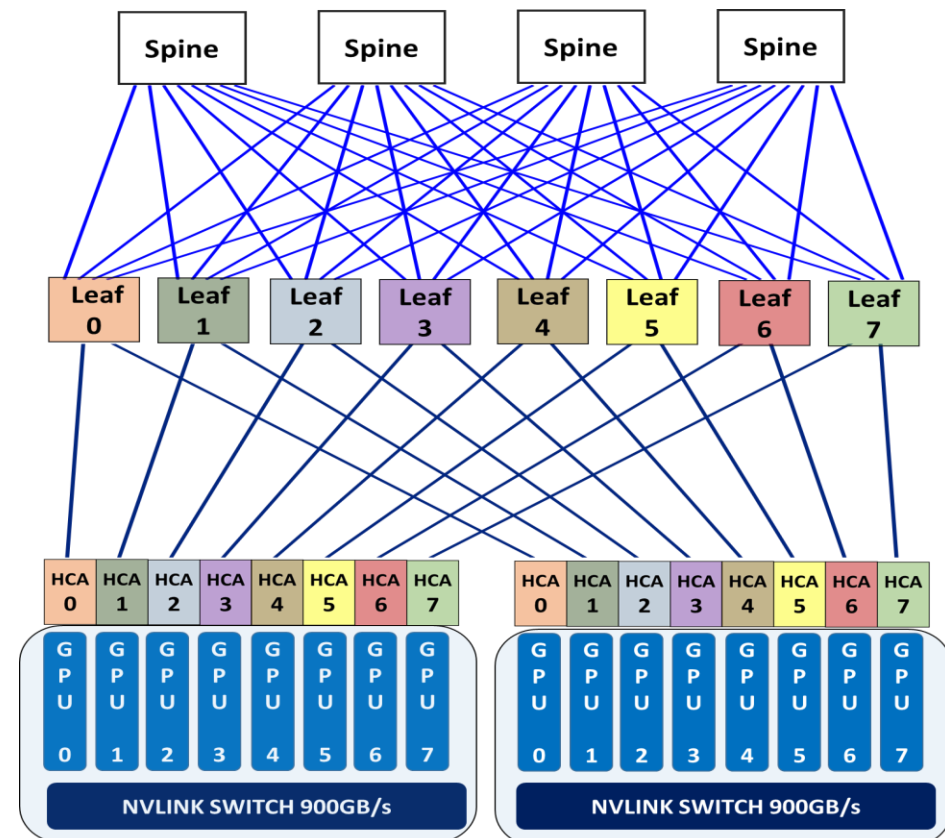 Spine Spine Spine Spine
Leaf 0
Leaf 1
Leaf 2
Leaf 3
Leaf 4
Leaf 5
Leaf 6
Leaf 7
HCA 0
HCA 1
HCA 2
HCA 3
HCA 4
HCA 5
HCA 6
HCA 7
HCA 0
HCA 1
HCA 2
HCA 3
HCA 4
HCA 5
HCA 6
HCA 7
GPU 0
GPU 1
GPU 2
GPU 3
GPU 4
GPU 5
GPU 6
GPU 7
GPU 0
GPU 1
GPU 2
GPU 3
GPU 4
GPU 5
GPU 6
GPU 7
NVLINK SWITCH 900GB/s
NVLINK SWITCH 900GB/s